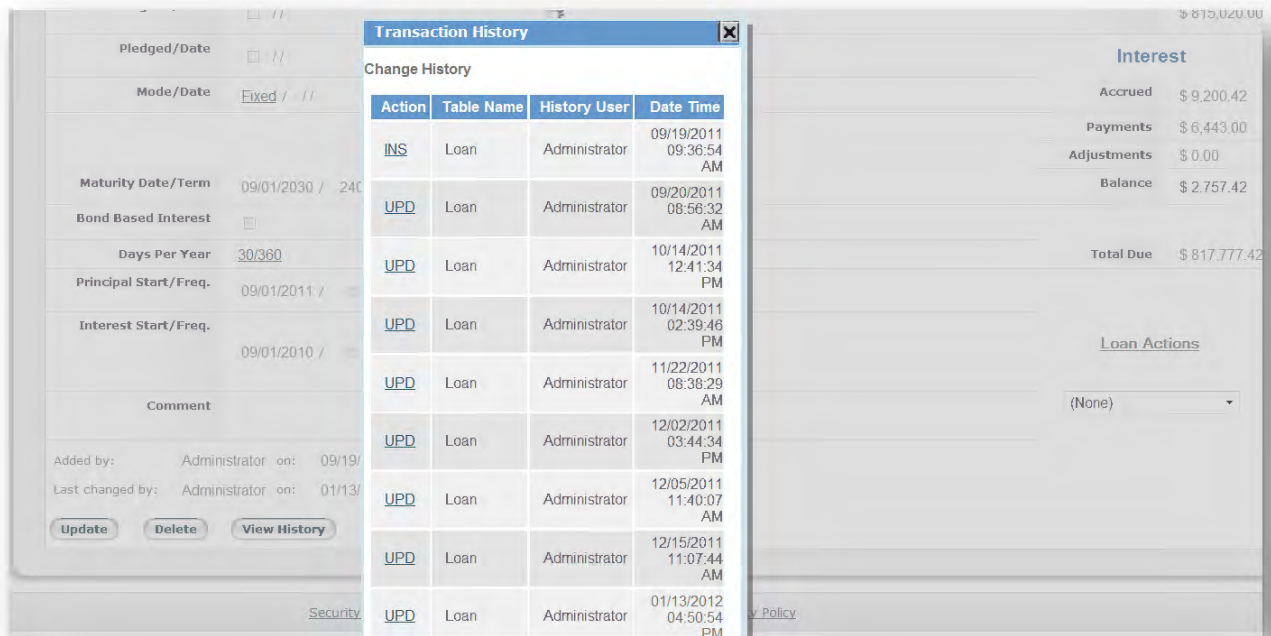 //
$ 815,020.00
Transaction History
Pledged/Date
//
Change History
Interest
Mode/Date
Fixed / //
Accrued $ 9,200.42
Action Table Name History User Date Time
Payments $ 6,443.00
INS Loan Administrator 09/19/2011 09:36:54 AM
Adjustments $ 0.00
Maturity Date/Term 09/01/2030 / 240
Balance $ 2.757.42
UPD Loan Administrator 09/20/2011 08:56:32 AM
Bond Based Interest
Days Per Year 30/360
UPD Loan Administrator 10/14/2011 12:41:34 PM
Total Due $ 817,777.42
Principal Start/Freq. 09/01/2011 /
UPD Loan Administrator 10/14/2011 02:39:46 PM
Interest Start/Freq.
09/01/2010 /
Loan Actions
UPD Loan Administrator 11/22/2011 08:38:29 AM
Comment
(None)
UPD Loan Administrator 12/02/2011 03:44:34 PM
Added by: Administrator on: 09/19/
Last changed by: Administrator on: 01/13/
UPD Loan Administrator 12/05/2011 11:40:07 AM
Update Delete View History
UPD Loan Administrator 12/15/2011 11:07:44 AM
UPD Loan Administrator 01/13/2012 04:50:54 PM
Security
y Policy